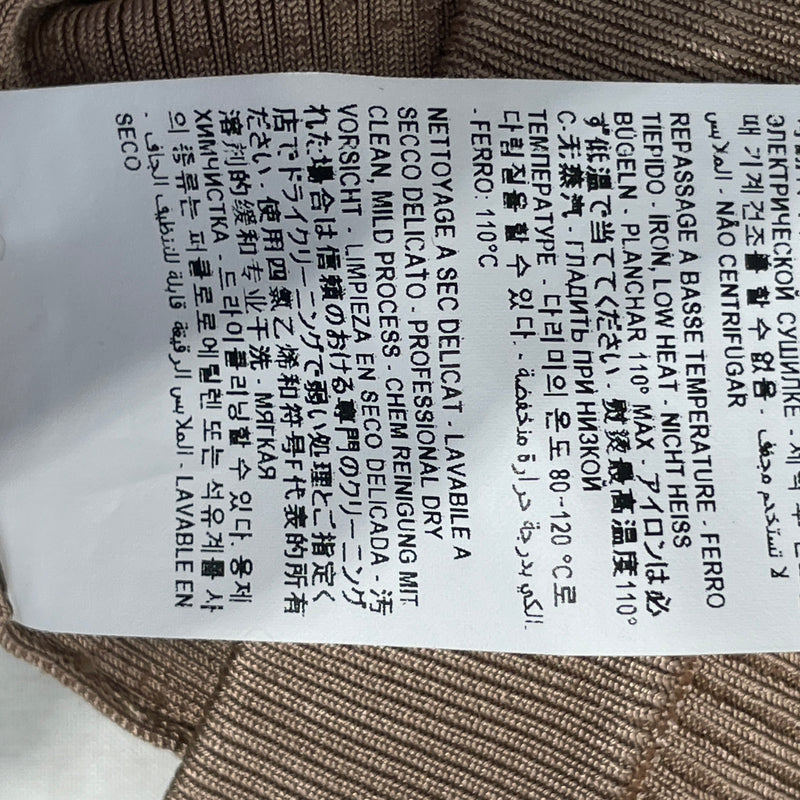 ЭЛЕКТРИЧЕСКОЙ СУШИЛКЕ - 세탁
때 기계건조를 할 수 없음 - لا تستخدم مجفف
الملابس - NÃO CENTRIFUGAR
REPASSAGE A BASSE TEMPERATURE - FERRO
TIEPIDO - IRON, LOW HEAT - NICHT HEISS
BÜGELN - PLANCHAR 110° MAX - アイロンは必
ず低温で当ててください - 熨烫最高温度110°
C-无蒸汽 - ГЛАДИТЬ ПРИ НИЗКОЙ
ТЕМПЕРАТУРЕ - 다리미의 온도 80~120 °C로
다림질을 할 수 있다. - الكي بدرجة حرارة منخفضة
- FERRO: 110°C
NETTOYAGE A SEC DELICAT - LAVABILE A
SECCO DELICATO - PROFESSIONAL DRY
CLEAN, MILD PROCESS - CHEM REINIGUNG MIT
VORSICHT - LIMPIEZA EN SECO DELICADA - 汚
れた場合は信頼のおける専門のクリーニング
店でドライクリーニングで弱い処理とご指定く
ださい - 使用四氯乙烯和符号F代表的所有
溶剂的缓和专业干洗 - МЯГКАЯ
ХИМЧИСТКА - 드라이클리닝할 수 있다. 용제
의 종류는 퍼클로로에틸렌 또는 석유계를 사
- الملابس الرقيقة قابلة للتنظيف الجاف - LAVABLE EN
SECO